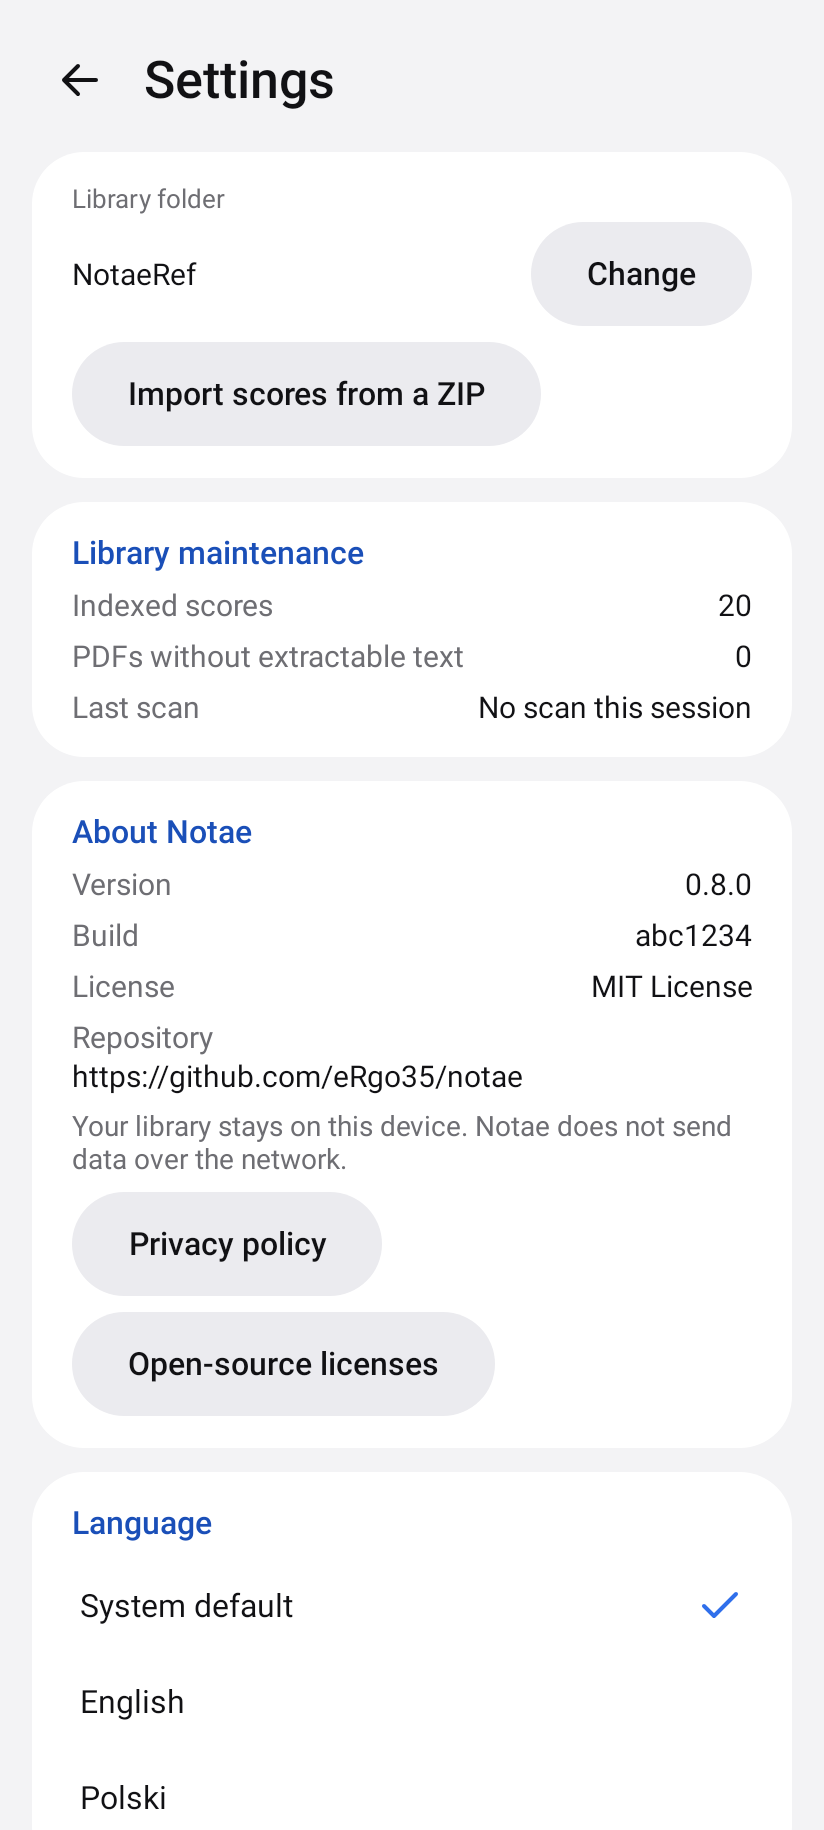 Settings
Library folder
NotaeRef
Change
Import scores from a ZIP
Library maintenance
Indexed scores 20
PDFs without extractable text 0
Last scan No scan this session
About Notae
Version 0.8.0
Build abc1234
License MIT License
Repository
https://github.com/eRgo35/notae
Your library stays on this device. Notae does not send
data over the network.
Privacy policy
Open-source licenses
Language
System default
English
Polski